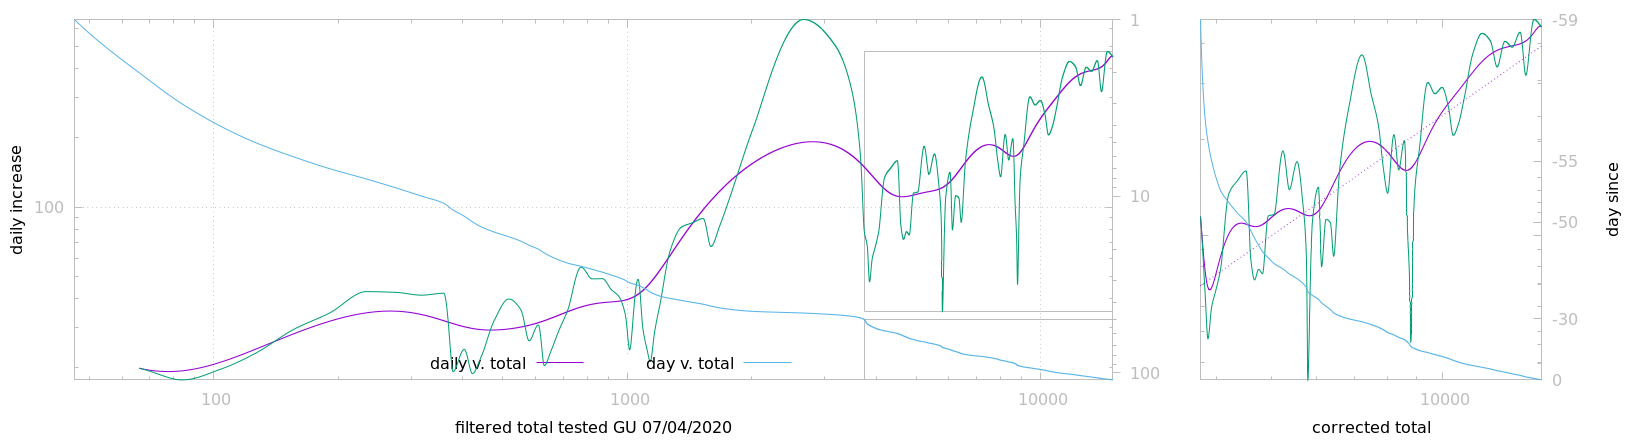 1
-59
daily increase
100
-55
10
-50
day since
-30
daily v. total
day v. total
100
0
100
1000
10000
10000
filtered total tested GU 07/04/2020
corrected total